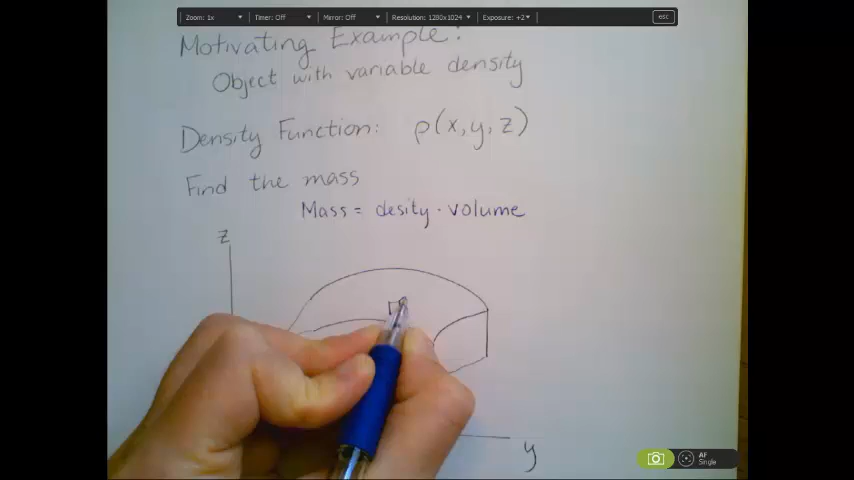 Zoom: 1x Timer: Off Mirror: Off Resolution: 1280x1024 Exposure: +2 esc
Motivating Example:
Object with variable density
Density Function: ρ(x, y, z)
Find the mass
Mass = desity · volume
z
y
AF
Single